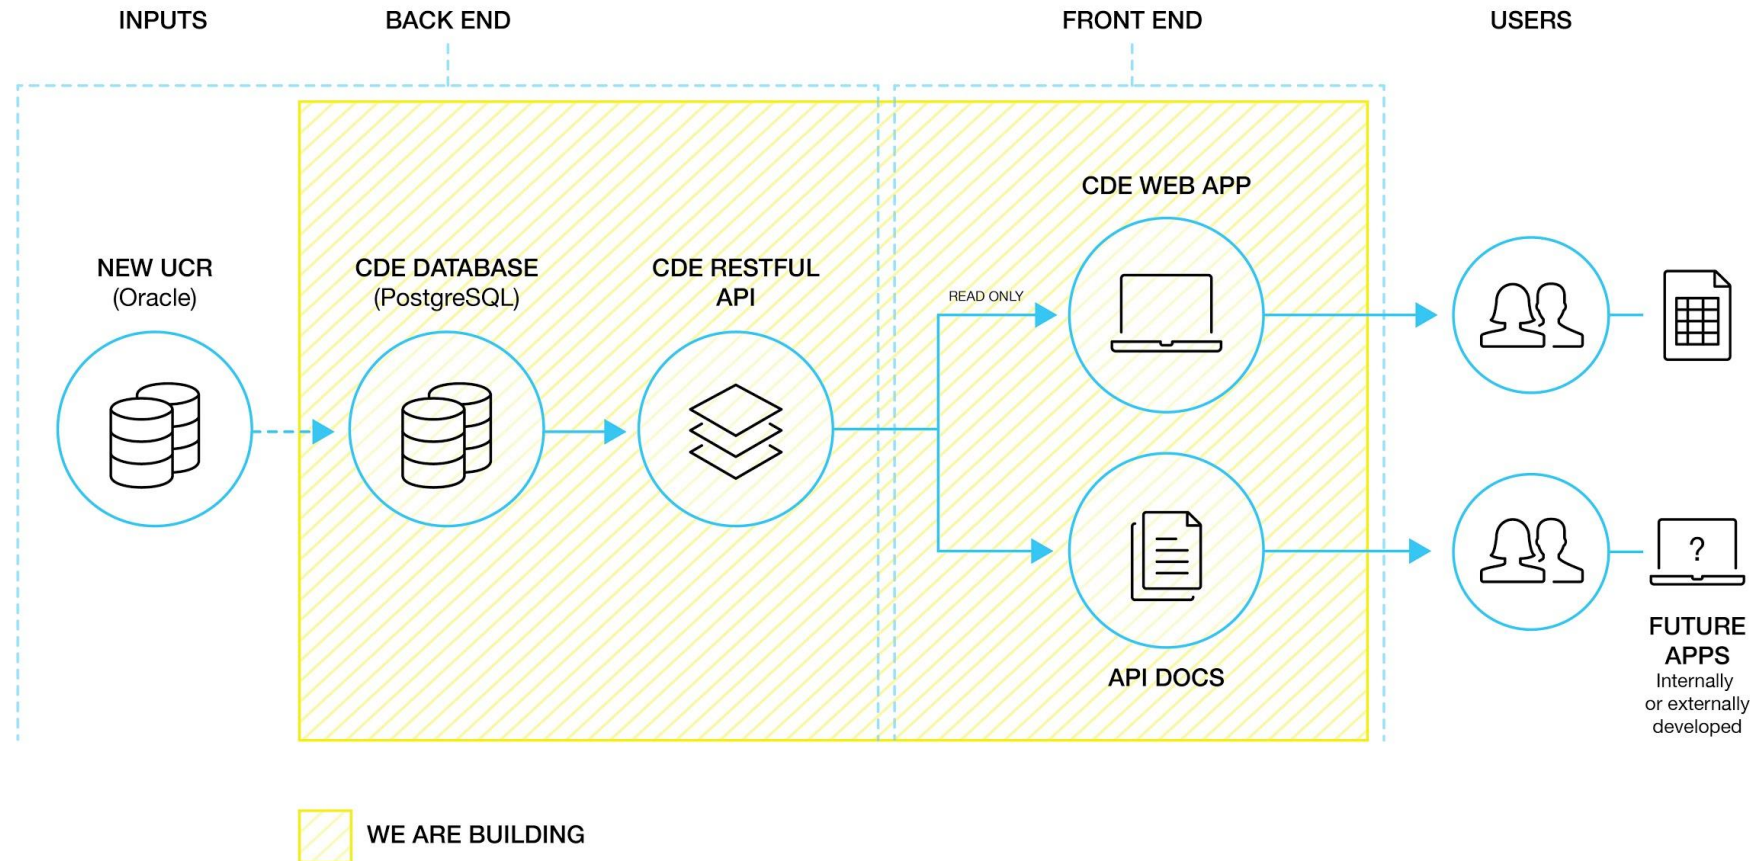 INPUTS
BACK END
FRONT END
USERS
NEW UCR
(Oracle)
CDE DATABASE
(PostgreSQL)
CDE RESTFUL
API
READ ONLY
CDE WEB APP
API DOCS
?
FUTURE
APPS
Internally
or externally
developed
WE ARE BUILDING